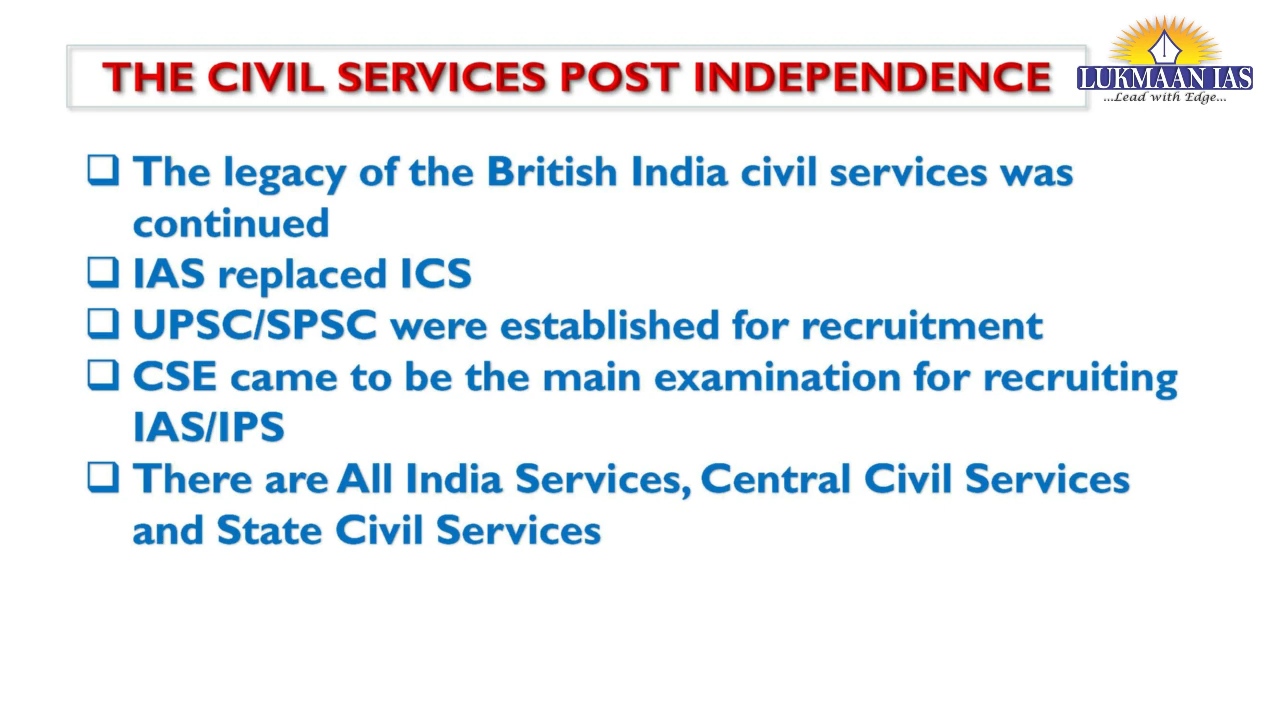 THE CIVIL SERVICES POST INDEPENDENCE
LUKMAAN IAS
...Lead with Edge...
The legacy of the British India civil services was
continued
IAS replaced ICS
UPSC/SPSC were established for recruitment
CSE came to be the main examination for recruiting
IAS/IPS
There are All India Services, Central Civil Services
and State Civil Services